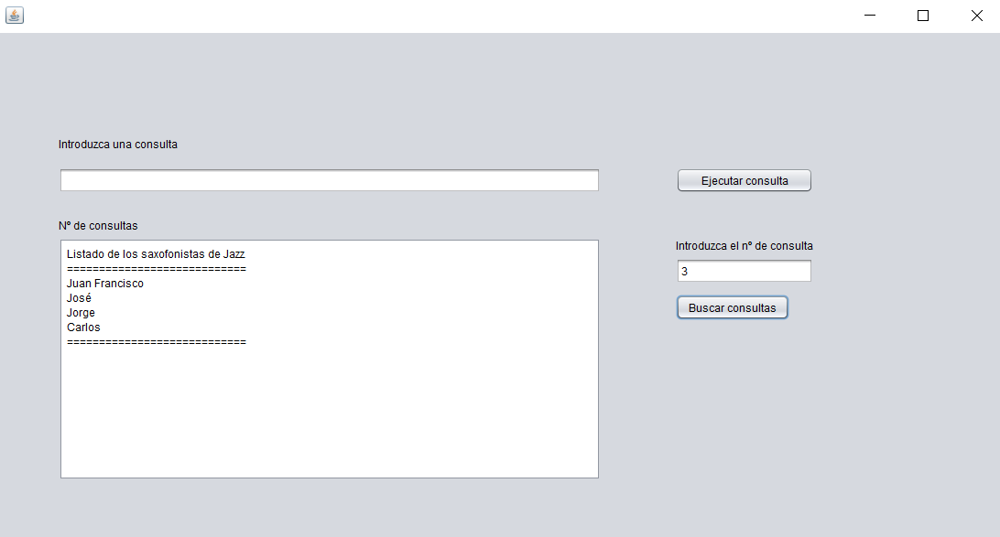 Introduzca una consulta
Ejecutar consulta
Nº de consultas
Listado de los saxofonistas de Jazz
============================
Juan Francisco
José
Jorge
Carlos
============================
Introduzca el nº de consulta
3
Buscar consultas